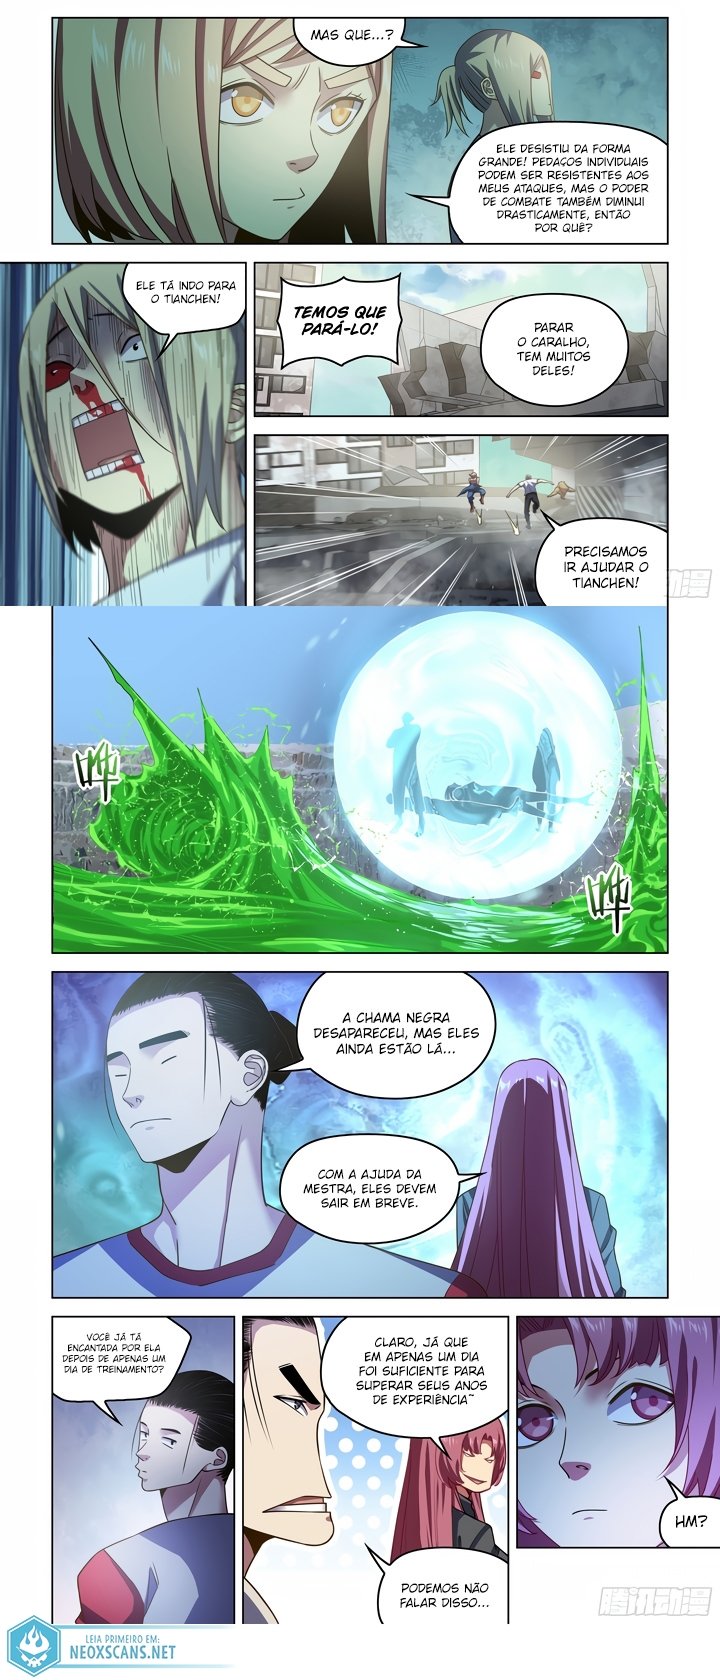 MAS QUE...?
ELE DESISTIU DA FORMA
GRANDE! PEDAÇOS INDIVIDUAIS
PODEM SER RESISTENTES AOS
MEUS ATAQUES, MAS O PODER
DE COMBATE TAMBÉM DIMINUI
DRASTICAMENTE, ENTÃO
POR QUÊ?
ELE TÁ INDO PARA
O TIANCHEN!
TEMOS QUE
PARÁ-LO!
PARAR
O CARALHO,
TEM MUITOS
DELES!
PRECISAMOS
IR AJUDAR O
TIANCHEN!
A CHAMA NEGRA
DESAPARECEU, MAS ELES
AINDA ESTÃO LÁ...
COM A AJUDA DA
MESTRA, ELES DEVEM
SAIR EM BREVE.
VOCÊ JÁ TÁ
ENCANTADA POR ELA
DEPOIS DE APENAS UM
DIA DE TREINAMENTO?
CLARO, JÁ QUE
EM APENAS UM DIA
FOI SUFICIENTE PARA
SUPERAR SEUS ANOS
DE EXPERIÊNCIA~
PODEMOS NÃO
FALAR DISSO...
HM?
腾讯动漫
LEIA PRIMEIRO EM:
NEOXSCANS.NET